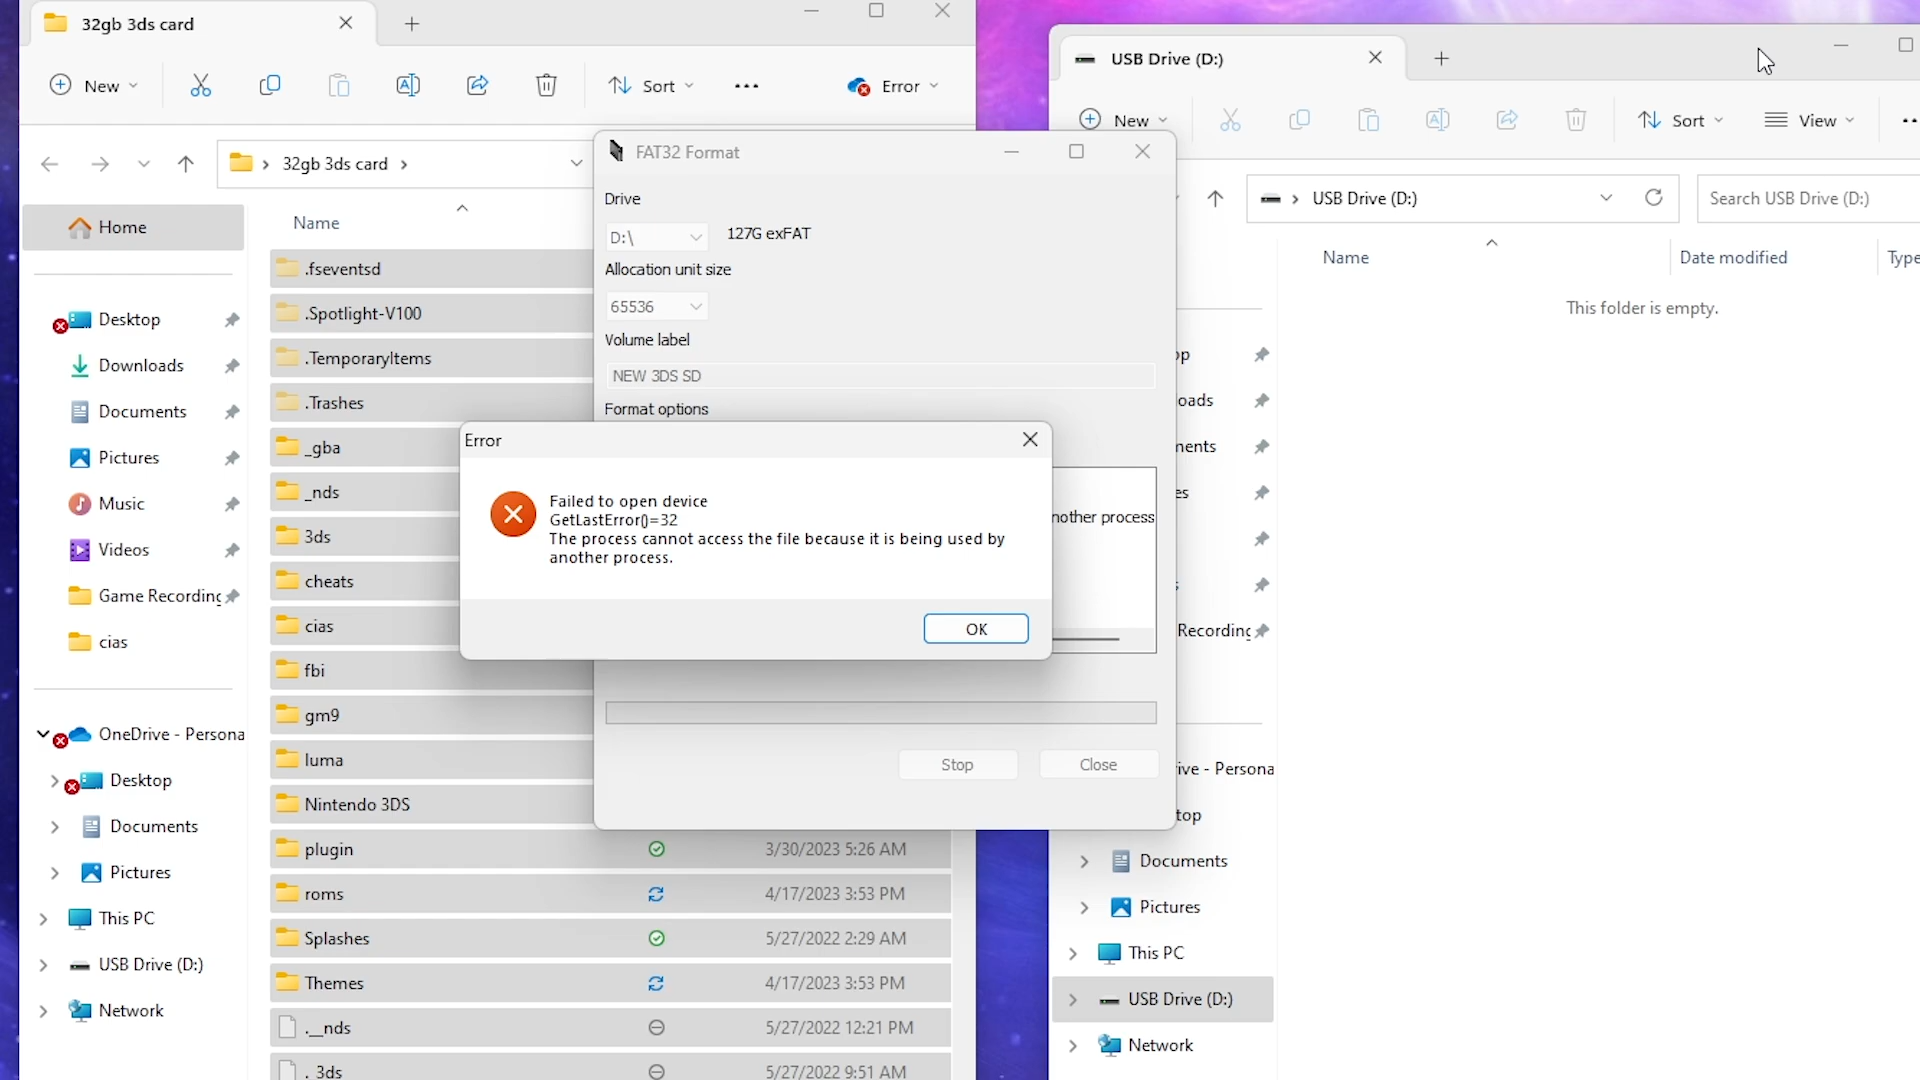 32gb 3ds card
New
Sort
Error
32gb 3ds card
Home
Desktop
Downloads
Documents
Pictures
Music
Videos
Game Recording
cias
OneDrive - Persona
Desktop
Documents
Pictures
This PC
USB Drive (D:)
Network
Name
.fseventsd
.Spotlight-V100
.TemporaryItems
.Trashes
_gba
_nds
3ds
cheats
cias
fbi
gm9
luma
Nintendo 3DS
plugin 3/30/2023 5:26 AM
roms 4/17/2023 3:53 PM
Splashes 5/27/2022 2:29 AM
Themes 4/17/2023 3:53 PM
.__nds 5/27/2022 12:21 PM
._3ds 5/27/2022 9:51 AM
FAT32 Format
Drive
D:\ 127G exFAT
Allocation unit size
65536
Volume label
NEW 3DS SD
Format options
nother process
Stop
Close
Error
Failed to open device
GetLastError()=32
The process cannot access the file because it is being used by
another process.
OK
USB Drive (D:)
New
Sort
View
USB Drive (D:)
Search USB Drive (D:)
Name
Date modified
Type
This folder is empty.
op
oads
ments
es
s
Recording
ive - Persona
top
Documents
Pictures
This PC
USB Drive (D:)
Network